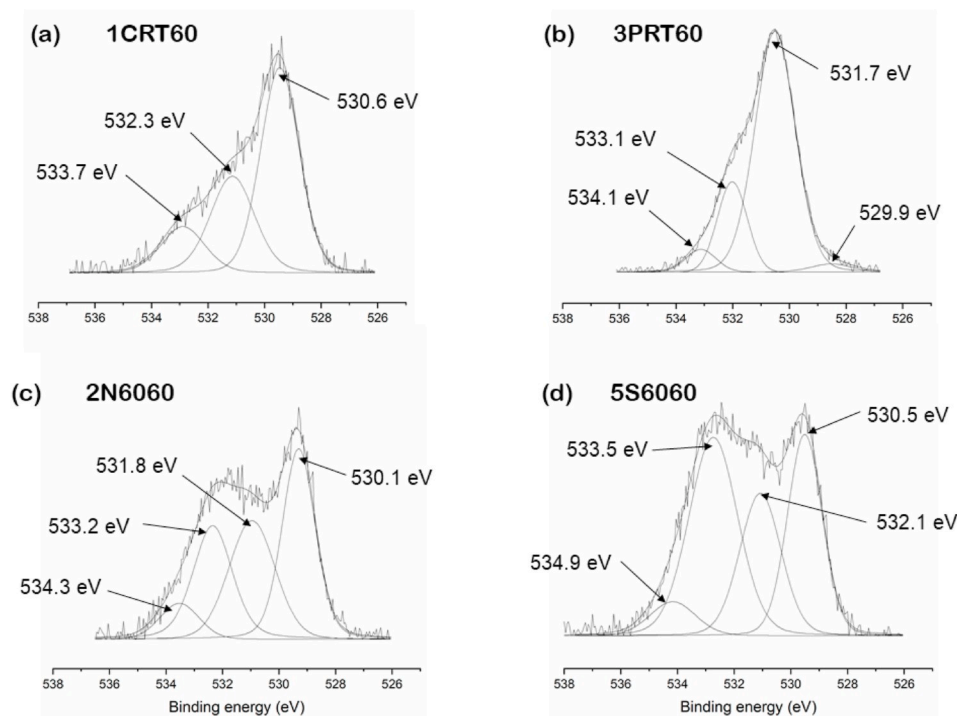 (a) 1CRT60
530.6 eV
532.3 eV
533.7 eV
538 536 534 532 530 528 526
(b) 3PRT60
531.7 eV
533.1 eV
534.1 eV
529.9 eV
538 536 534 532 530 528 526
(c) 2N6060
531.8 eV
530.1 eV
533.2 eV
534.3 eV
538 536 534 532 530 528 526
Binding energy (eV)
(d) 5S6060
530.5 eV
533.5 eV
532.1 eV
534.9 eV
538 536 534 532 530 528 526
Binding energy (eV)